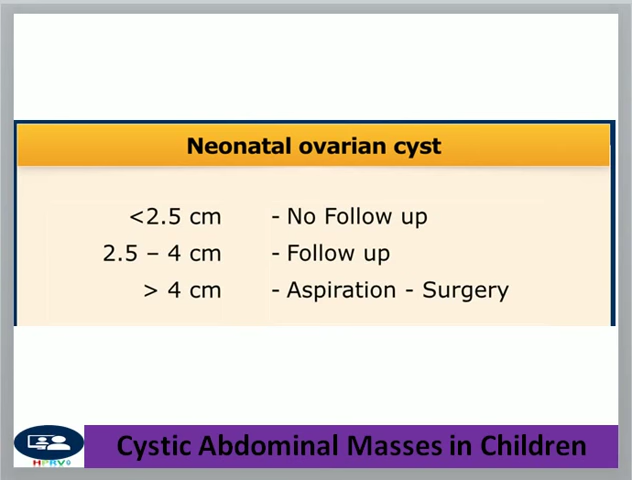 Neonatal ovarian cyst
<2.5 cm - No Follow up
2.5 – 4 cm - Follow up
> 4 cm - Aspiration - Surgery
HPRVO
Cystic Abdominal Masses in Children